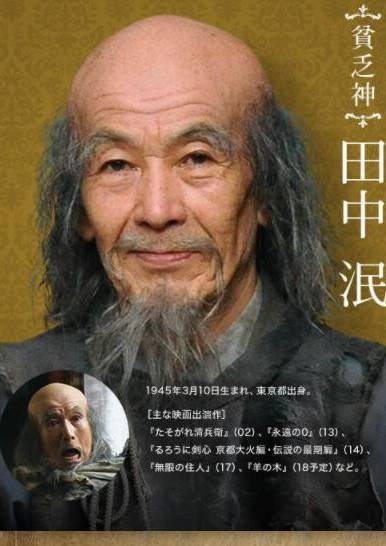 貧乏神
田中 泯
1945年3月10日生まれ、東京都出身。
[主な映画出演作]
『たそがれ清兵衛』(02)、『永遠の0』(13)、
『るろうに剣心 京都大火編・伝説の最期編』(14)、
『無限の住人』(17)、『羊の木』(18予定)など。